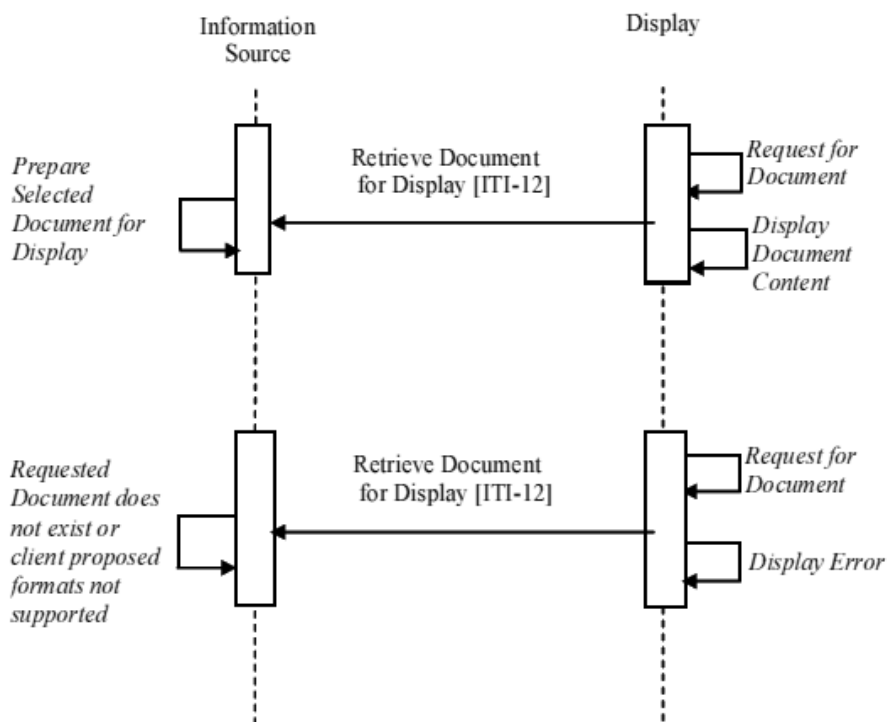 Information
Source
Display
Prepare
Selected
Document for
Display
Retrieve Document
for Display [ITI-12]
Request for
Document
Display
Document
Content
Requested
Document does
not exist or
client proposed
formats not
supported
Retrieve Document
for Display [ITI-12]
Request for
Document
Display Error